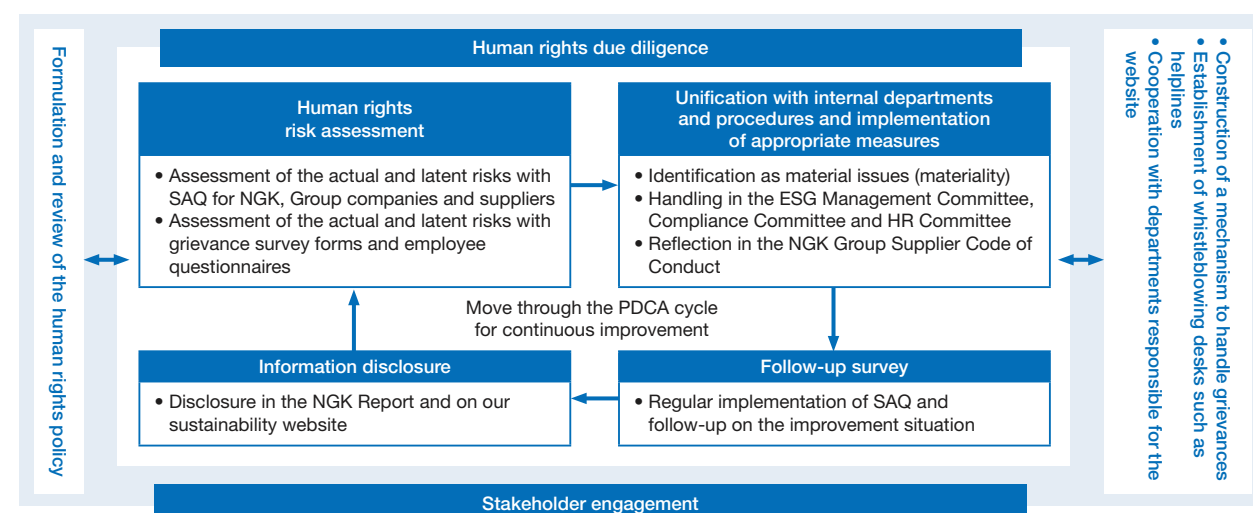 Human rights due diligence
Formulation and review of the human rights policy
Human rights
risk assessment
• Assessment of the actual and latent risks with
SAQ for NGK, Group companies and suppliers
• Assessment of the actual and latent risks with
grievance survey forms and employee
questionnaires
Unification with internal departments
and procedures and implementation
of appropriate measures
• Identification as material issues (materiality)
• Handling in the ESG Management Committee,
Compliance Committee and HR Committee
• Reflection in the NGK Group Supplier Code of
Conduct
Move through the PDCA cycle
for continuous improvement
Information disclosure
• Disclosure in the NGK Report and on our
sustainability website
Follow-up survey
• Regular implementation of SAQ and
follow-up on the improvement situation
• Construction of a mechanism to handle grievances
• Establishment of whistleblowing desks such as
helplines
• Cooperation with departments responsible for the
website
Stakeholder engagement